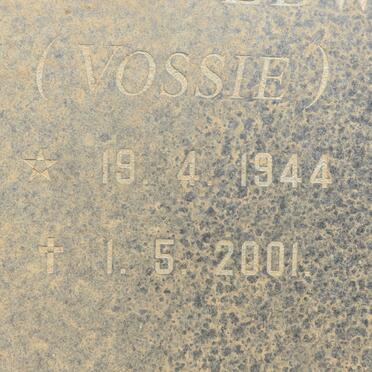 (VOSSIE)
☆ 19. 4. 1944
✝ 1. 5. 2001.